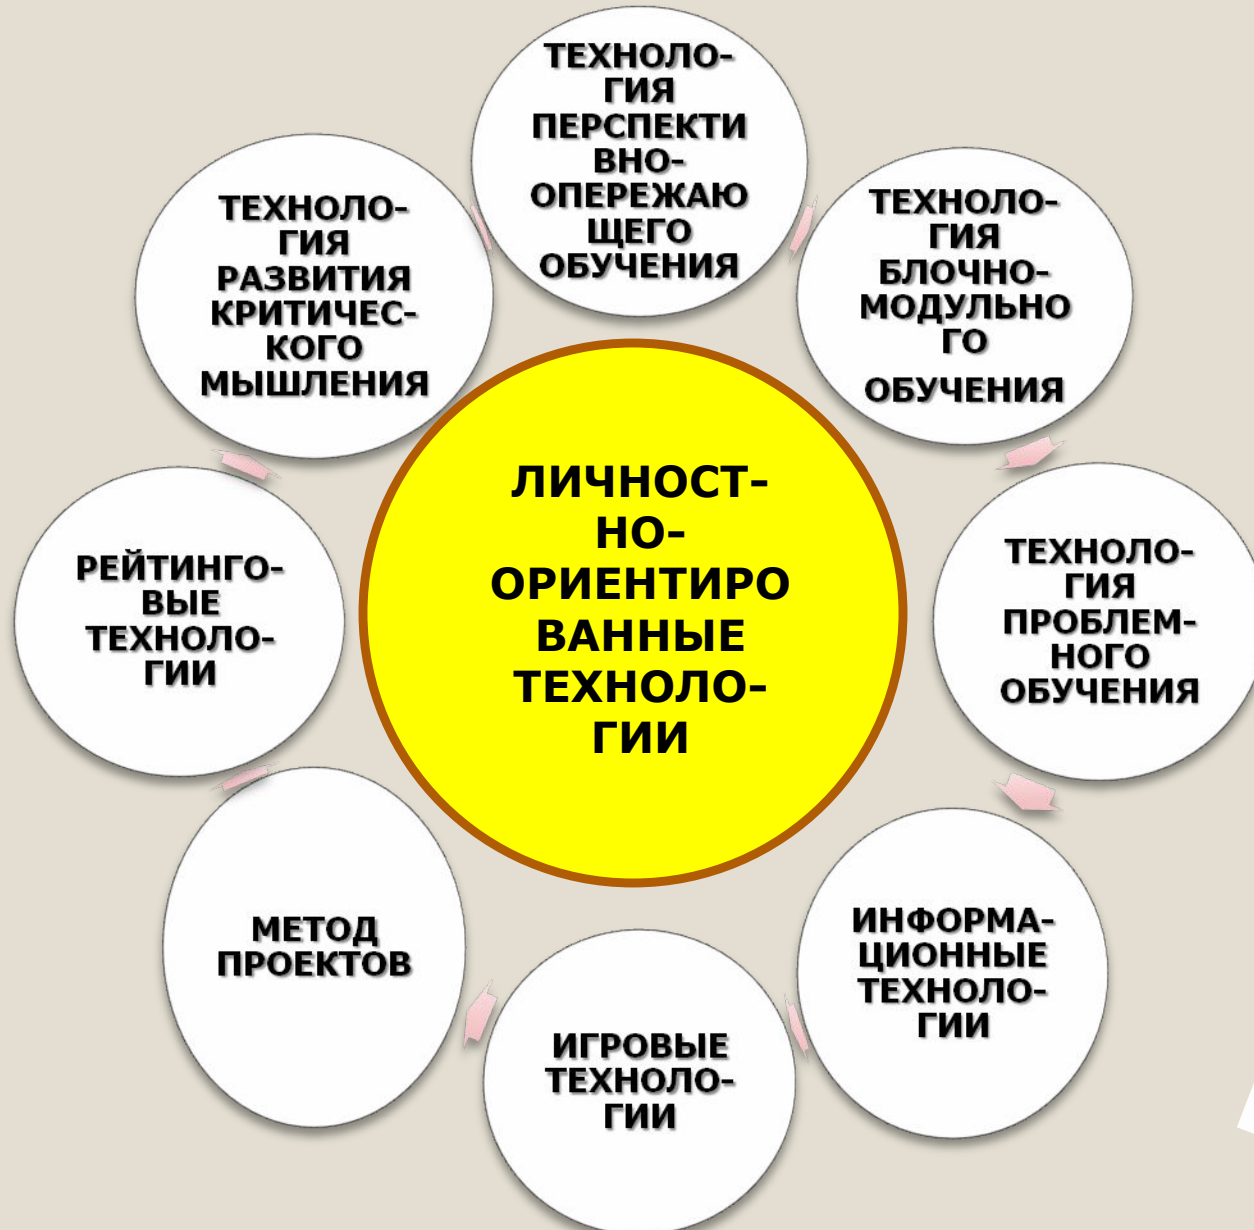 ТЕХНОЛО-
ГИЯ
ПЕРСПЕКТИ
ВНО-
ОПЕРЕЖАЮ
ЩЕГО
ОБУЧЕНИЯ
ТЕХНОЛО-
ГИЯ
БЛОЧНО-
МОДУЛЬНО
ГО
ОБУЧЕНИЯ
ТЕХНОЛО-
ГИЯ
ПРОБЛЕМ-
НОГО
ОБУЧЕНИЯ
ИНФОРМА-
ЦИОННЫЕ
ТЕХНОЛО-
ГИИ
ИГРОВЫЕ
ТЕХНОЛО-
ГИИ
МЕТОД
ПРОЕКТОВ
РЕЙТИНГО-
ВЫЕ
ТЕХНОЛО-
ГИИ
ТЕХНОЛО-
ГИЯ
РАЗВИТИЯ
КРИТИЧЕС-
КОГО
МЫШЛЕНИЯ
ЛИЧНОСТ-
НО-
ОРИЕНТИРО
ВАННЫЕ
ТЕХНОЛО-
ГИИ